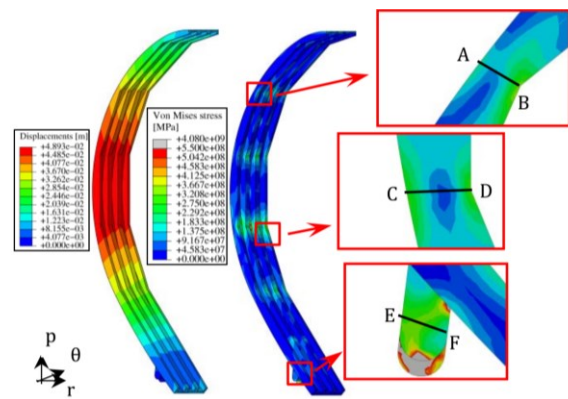 Displacements [m]
+4.893e-02
+4.485e-02
+4.077e-02
+3.670e-02
+3.262e-02
+2.854e-02
+2.446e-02
+2.039e-02
+1.631e-02
+1.223e-02
+8.155e-03
+4.077e-03
+0.000e+00
Von Mises stress
[MPa]
+4.080e+09
+5.500e+08
+5.042e+08
+4.583e+08
+4.125e+08
+3.667e+08
+3.208e+08
+2.750e+08
+2.292e+08
+1.833e+08
+1.375e+08
+9.167e+07
+4.583e+07
+0.000e+00
A
B
C
D
E
F
p
θ
r